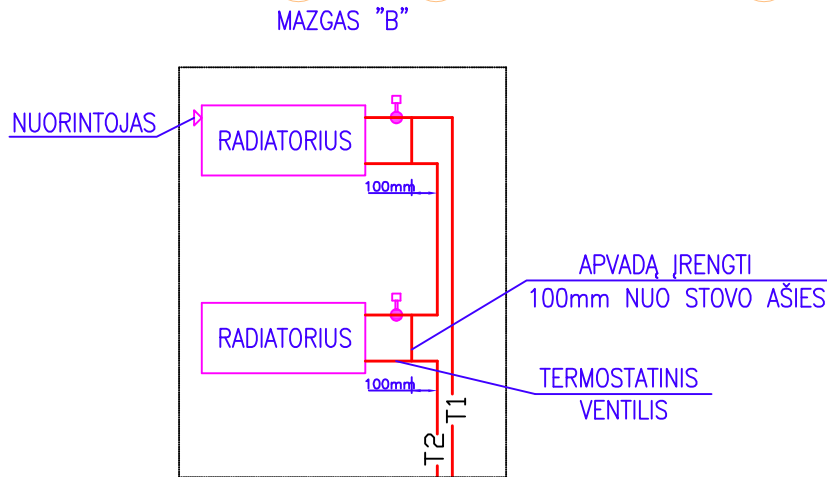 MAZGAS ”B”
NUORINTOJAS
RADIATORIUS
100mm
APVADĄ ĮRENGTI
100mm NUO STOVO AŠIES
RADIATORIUS
100mm
TERMOSTATINIS
VENTILIS
T1
T2